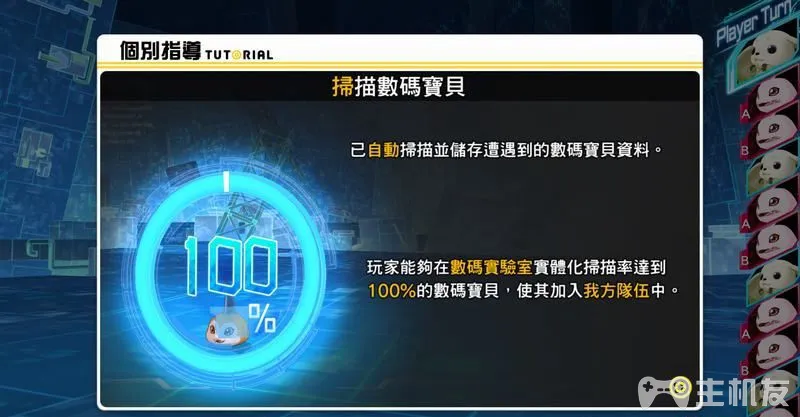 Player Turn
個別指導 TUTORIAL
掃描數碼寶貝
已自動掃描並儲存遭遇到的數碼寶貝資料。
100%
玩家能夠在數碼實驗室實體化掃描率達到
100%的數碼寶貝，使其加入我方隊伍中。
A
B
A
B
A
B
主机友